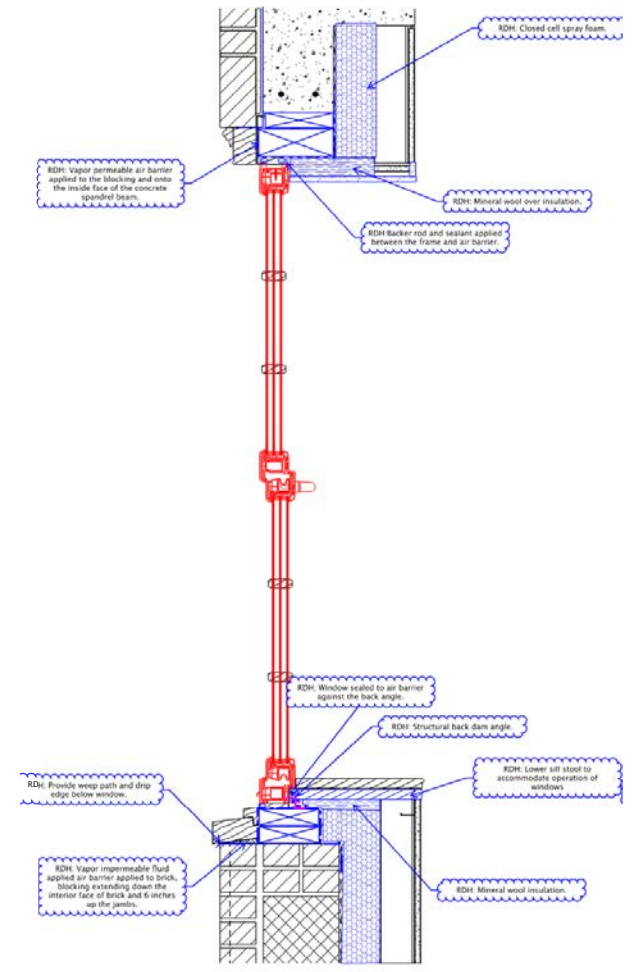 RDH: Closed cell spray foam.
RDH: Vapor permeable air barrier
applied to the blocking and onto
the inside face of the concrete
spandrel beam.
RDH: Mineral wool over insulation.
RDH Backer rod and sealant applied
between the frame and air barrier.
RDH: Window sealed to air barrier
against the back angle.
RDH: Structural back dam angle.
RDH: Provide weep path and drip
edge below window.
RDH: Lower sill stool to
accommodate operation of
windows
RDH: Vapor impermeable fluid
applied air barrier applied to brick,
blocking extending down the
interior face of brick and 6 inches
up the jambs.
RDH: Mineral wool insulation.